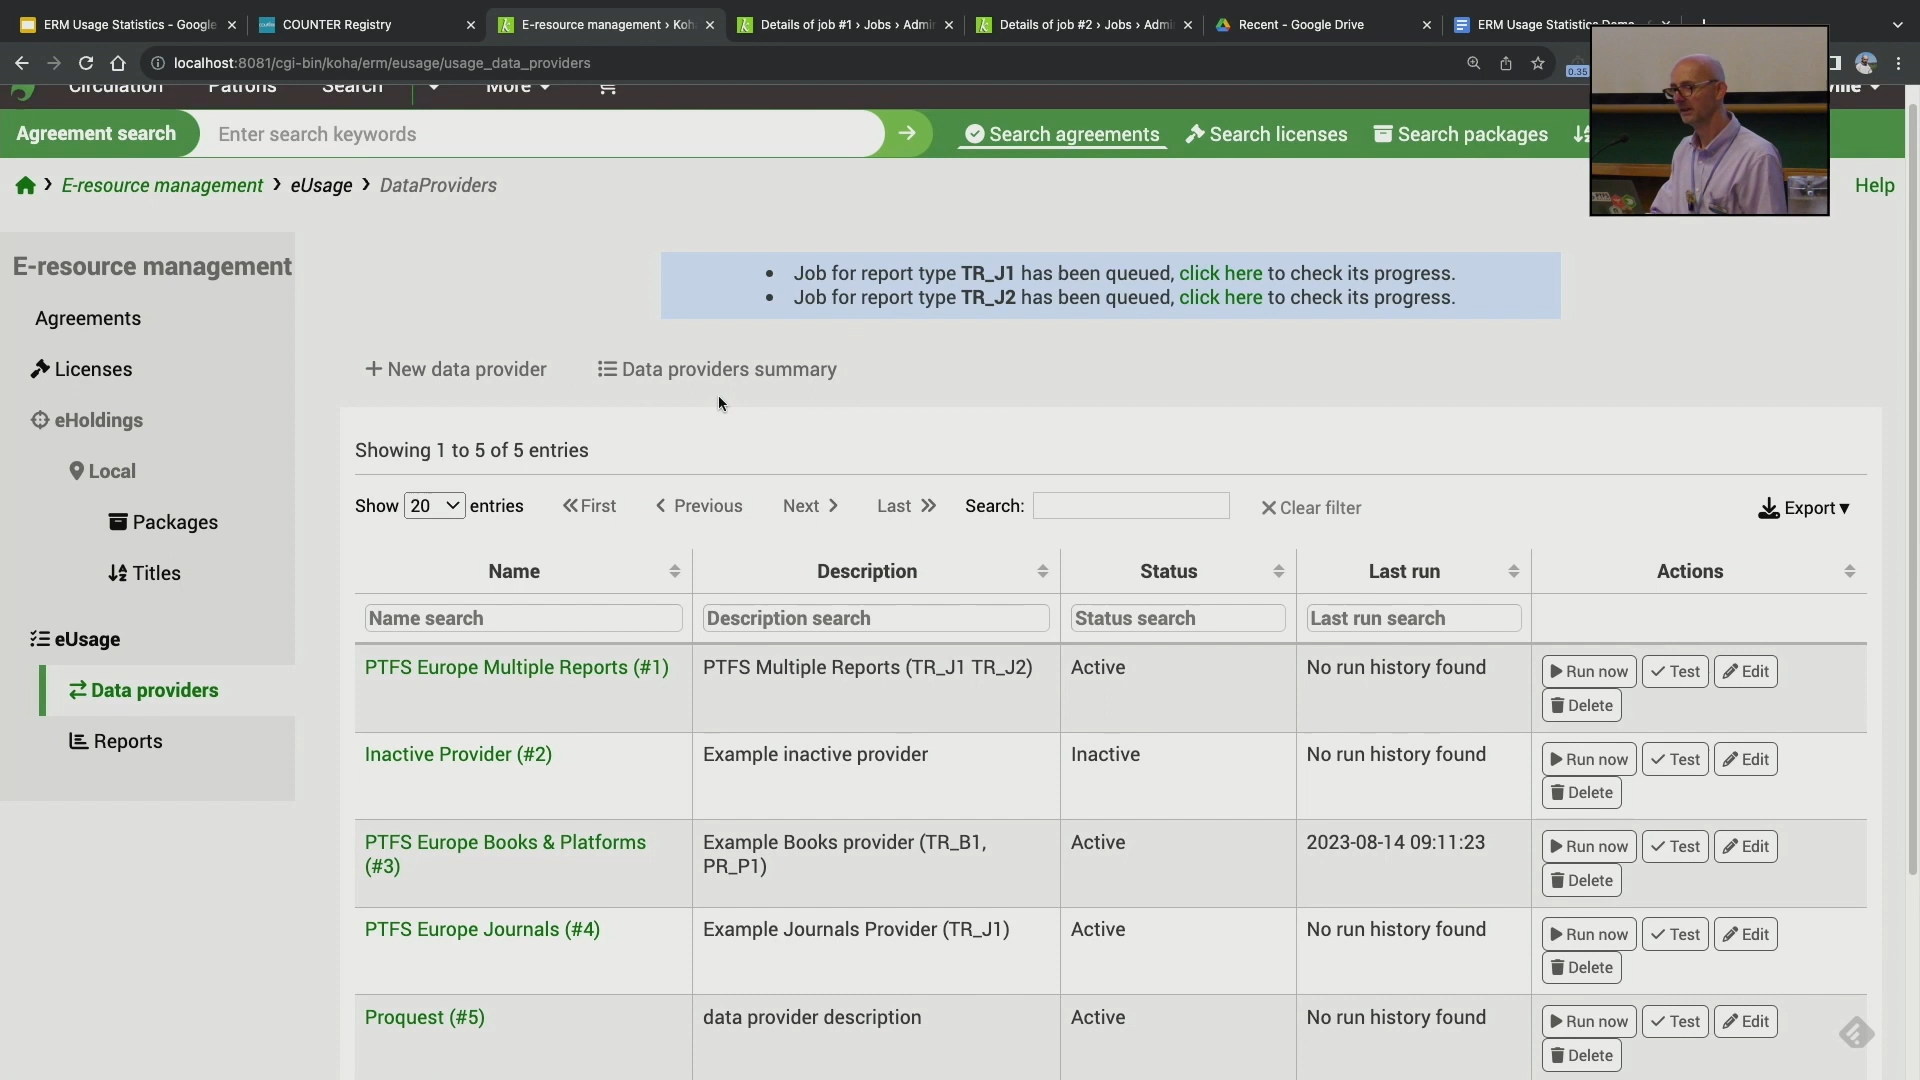 ERM Usage Statistics - Google
COUNTER Registry
E-resource management › Koh
Details of job #1 › Jobs › Admi
Details of job #2 › Jobs › Admi
Recent - Google Drive
ERM Usage Statistics Demo
localhost:8081/cgi-bin/koha/erm/eusage/usage_data_providers
0.35
Circulation Patrons Search More
Agreement search Enter search keywords Search agreements Search licenses Search packages
E-resource management eUsage DataProviders Help
E-resource management
Agreements
Licenses
eHoldings
Local
Packages
Titles
eUsage
Data providers
Reports
Job for report type TR_J1 has been queued, click here to check its progress.
Job for report type TR_J2 has been queued, click here to check its progress.
+ New data provider Data providers summary
Showing 1 to 5 of 5 entries
Show 20 entries First Previous Next Last Search: Clear filter Export
Name Description Status Last run Actions
Name search Description search Status search Last run search
PTFS Europe Multiple Reports (#1) PTFS Multiple Reports (TR_J1 TR_J2) Active No run history found Run now Test Edit
Delete
Inactive Provider (#2) Example inactive provider Inactive No run history found Run now Test Edit
Delete
PTFS Europe Books & Platforms Example Books provider (TR_B1, Active 2023-08-14 09:11:23 Run now Test Edit
(#3) PR_P1) Delete
PTFS Europe Journals (#4) Example Journals Provider (TR_J1) Active No run history found Run now Test Edit
Delete
Proquest (#5) data provider description Active No run history found Run now Test Edit
Delete